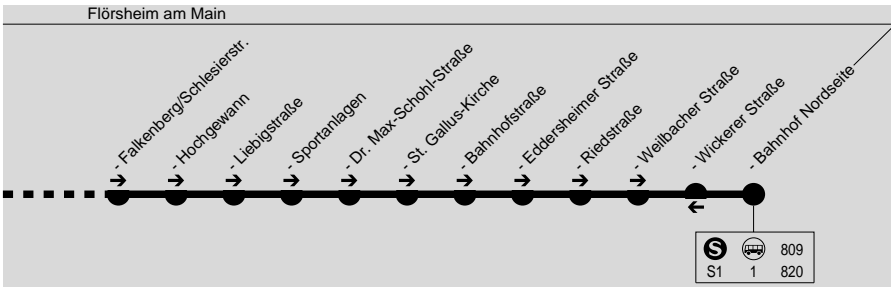 Flörsheim am Main
- Falkenberg/Schlesierstr.
- Hochgewann
- Liebigstraße
- Sportanlagen
- Dr. Max-Schohl-Straße
- St. Gallus-Kirche
- Bahnhofstraße
- Eddersheimer Straße
- Riedstraße
- Weilbacher Straße
- Wickerer Straße
- Bahnhof Nordseite
S 809
S1 1 820